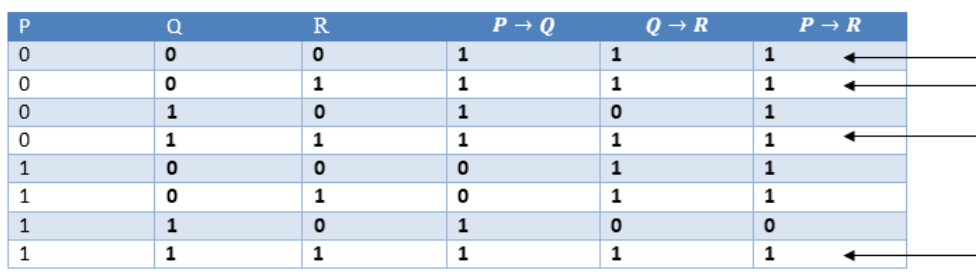 P Q R P → Q Q → R P → R
0 0 0 1 1 1
0 0 1 1 1 1
0 1 0 1 0 1
0 1 1 1 1 1
1 0 0 0 1 1
1 0 1 0 1 1
1 1 0 1 0 0
1 1 1 1 1 1